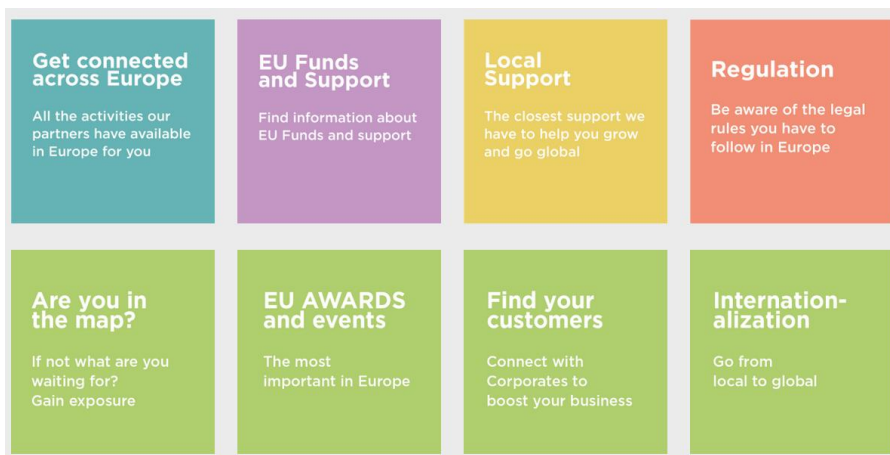 Get connected
across Europe
All the activities our
partners have available
in Europe for you
EU Funds
and Support
Find information about
EU Funds and support
Local
Support
The closest support we
have to help you grow
and go global
Regulation
Be aware of the legal
rules you have to
follow in Europe
Are you in
the map?
If not what are you
waiting for?
Gain exposure
EU AWARDS
and events
The most
important in Europe
Find your
customers
Connect with
Corporates to
boost your business
Internation-
alization
Go from
local to global